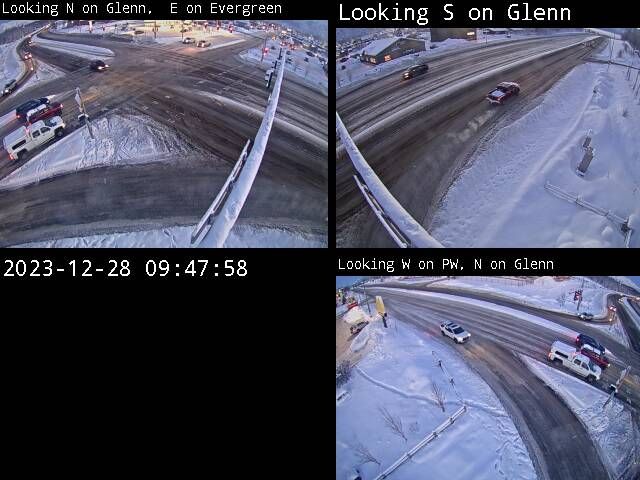 Looking N on Glenn, E on Evergreen
Looking S on Glenn
2023-12-28 09:47:58
Looking W on PW, N on Glenn